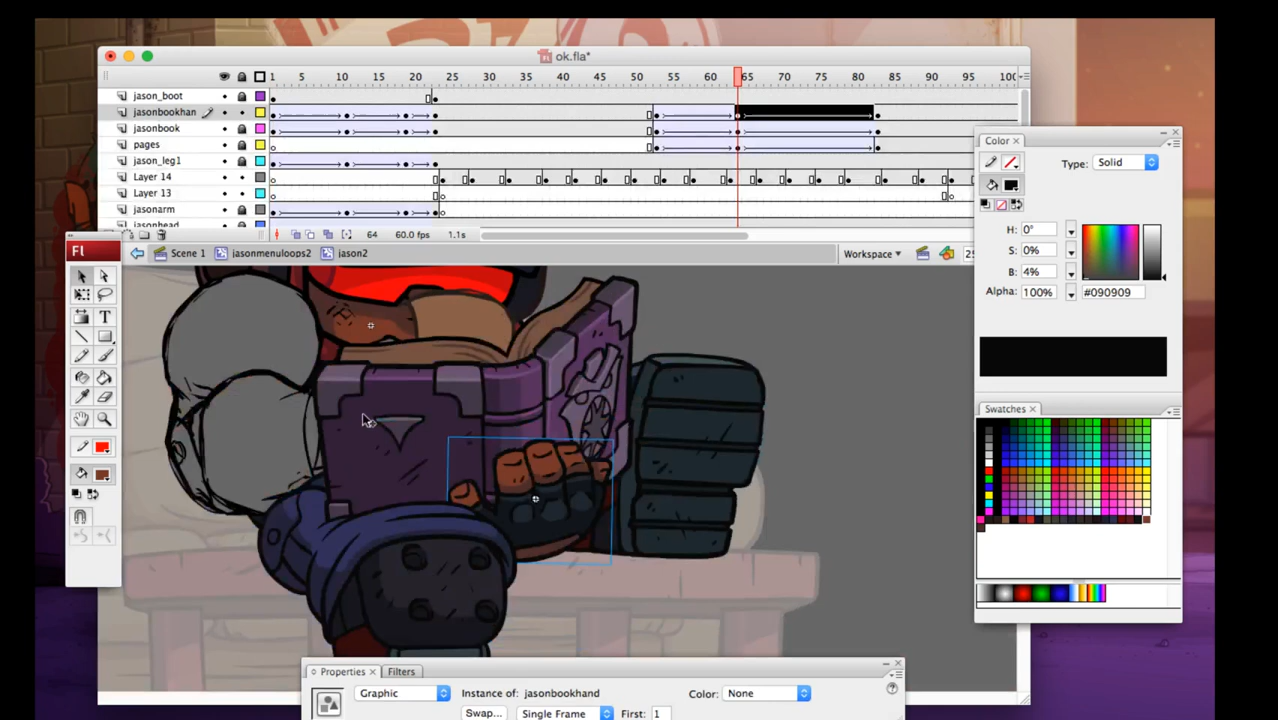 ok.fla*
1 5 10 15 20 25 30 35 40 45 50 55 60 65 70 75 80 85 90 95 100
jason_boot
jasonbookhan
jasonbook
pages
jason_leg1
Layer 14
Layer 13
jasonarm
jasonhead
64 60.0 fps 1.1s
Scene 1 jasonmenuloops2 jason2 Workspace
Fl
T
Color
Type: Solid
H: 0°
S: 0%
B: 4%
Alpha: 100% #090909
Swatches
Properties Filters
Graphic Instance of: jasonbookhand Color: None
Swap... Single Frame First: 1